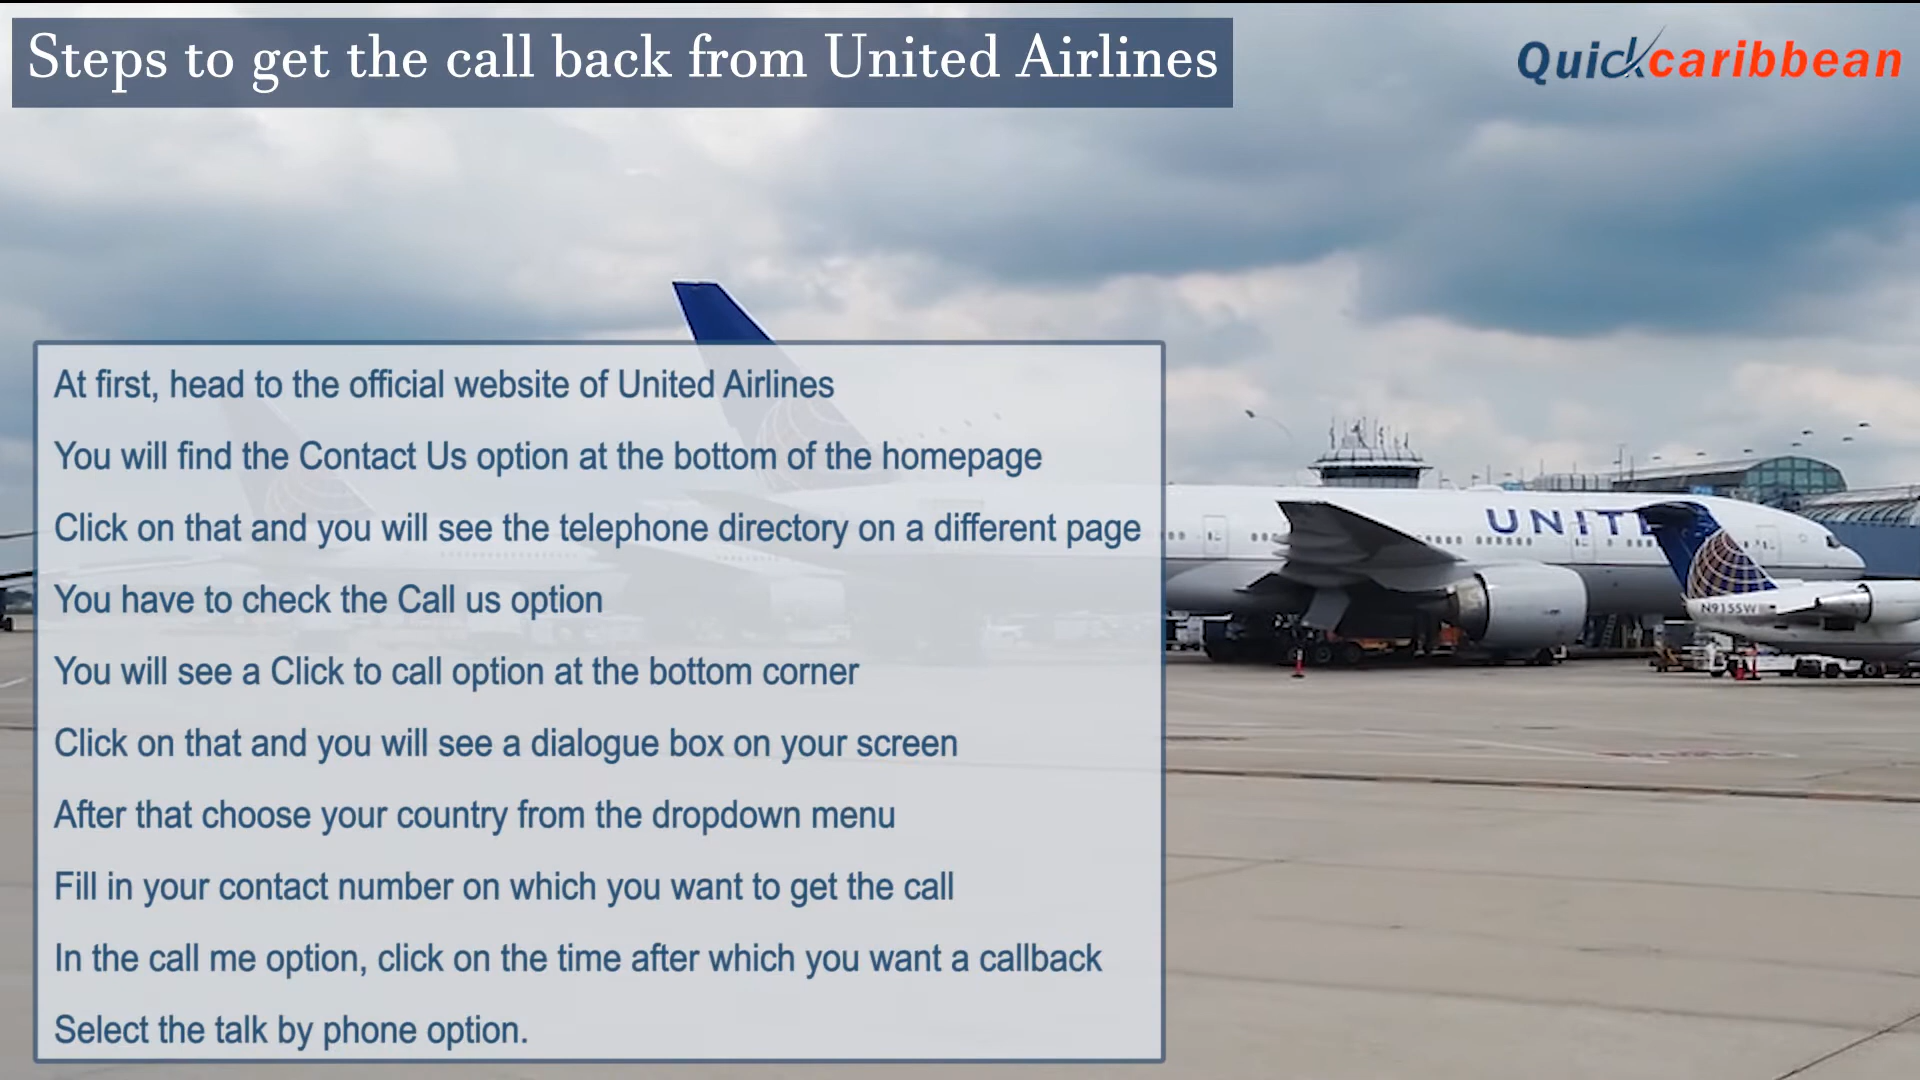 Steps to get the call back from United Airlines
Quickcaribbean
At first, head to the official website of United Airlines
You will find the Contact Us option at the bottom of the homepage
Click on that and you will see the telephone directory on a different page
You have to check the Call us option
You will see a Click to call option at the bottom corner
Click on that and you will see a dialogue box on your screen
After that choose your country from the dropdown menu
Fill in your contact number on which you want to get the call
In the call me option, click on the time after which you want a callback
Select the talk by phone option.
UNITE
N9155W